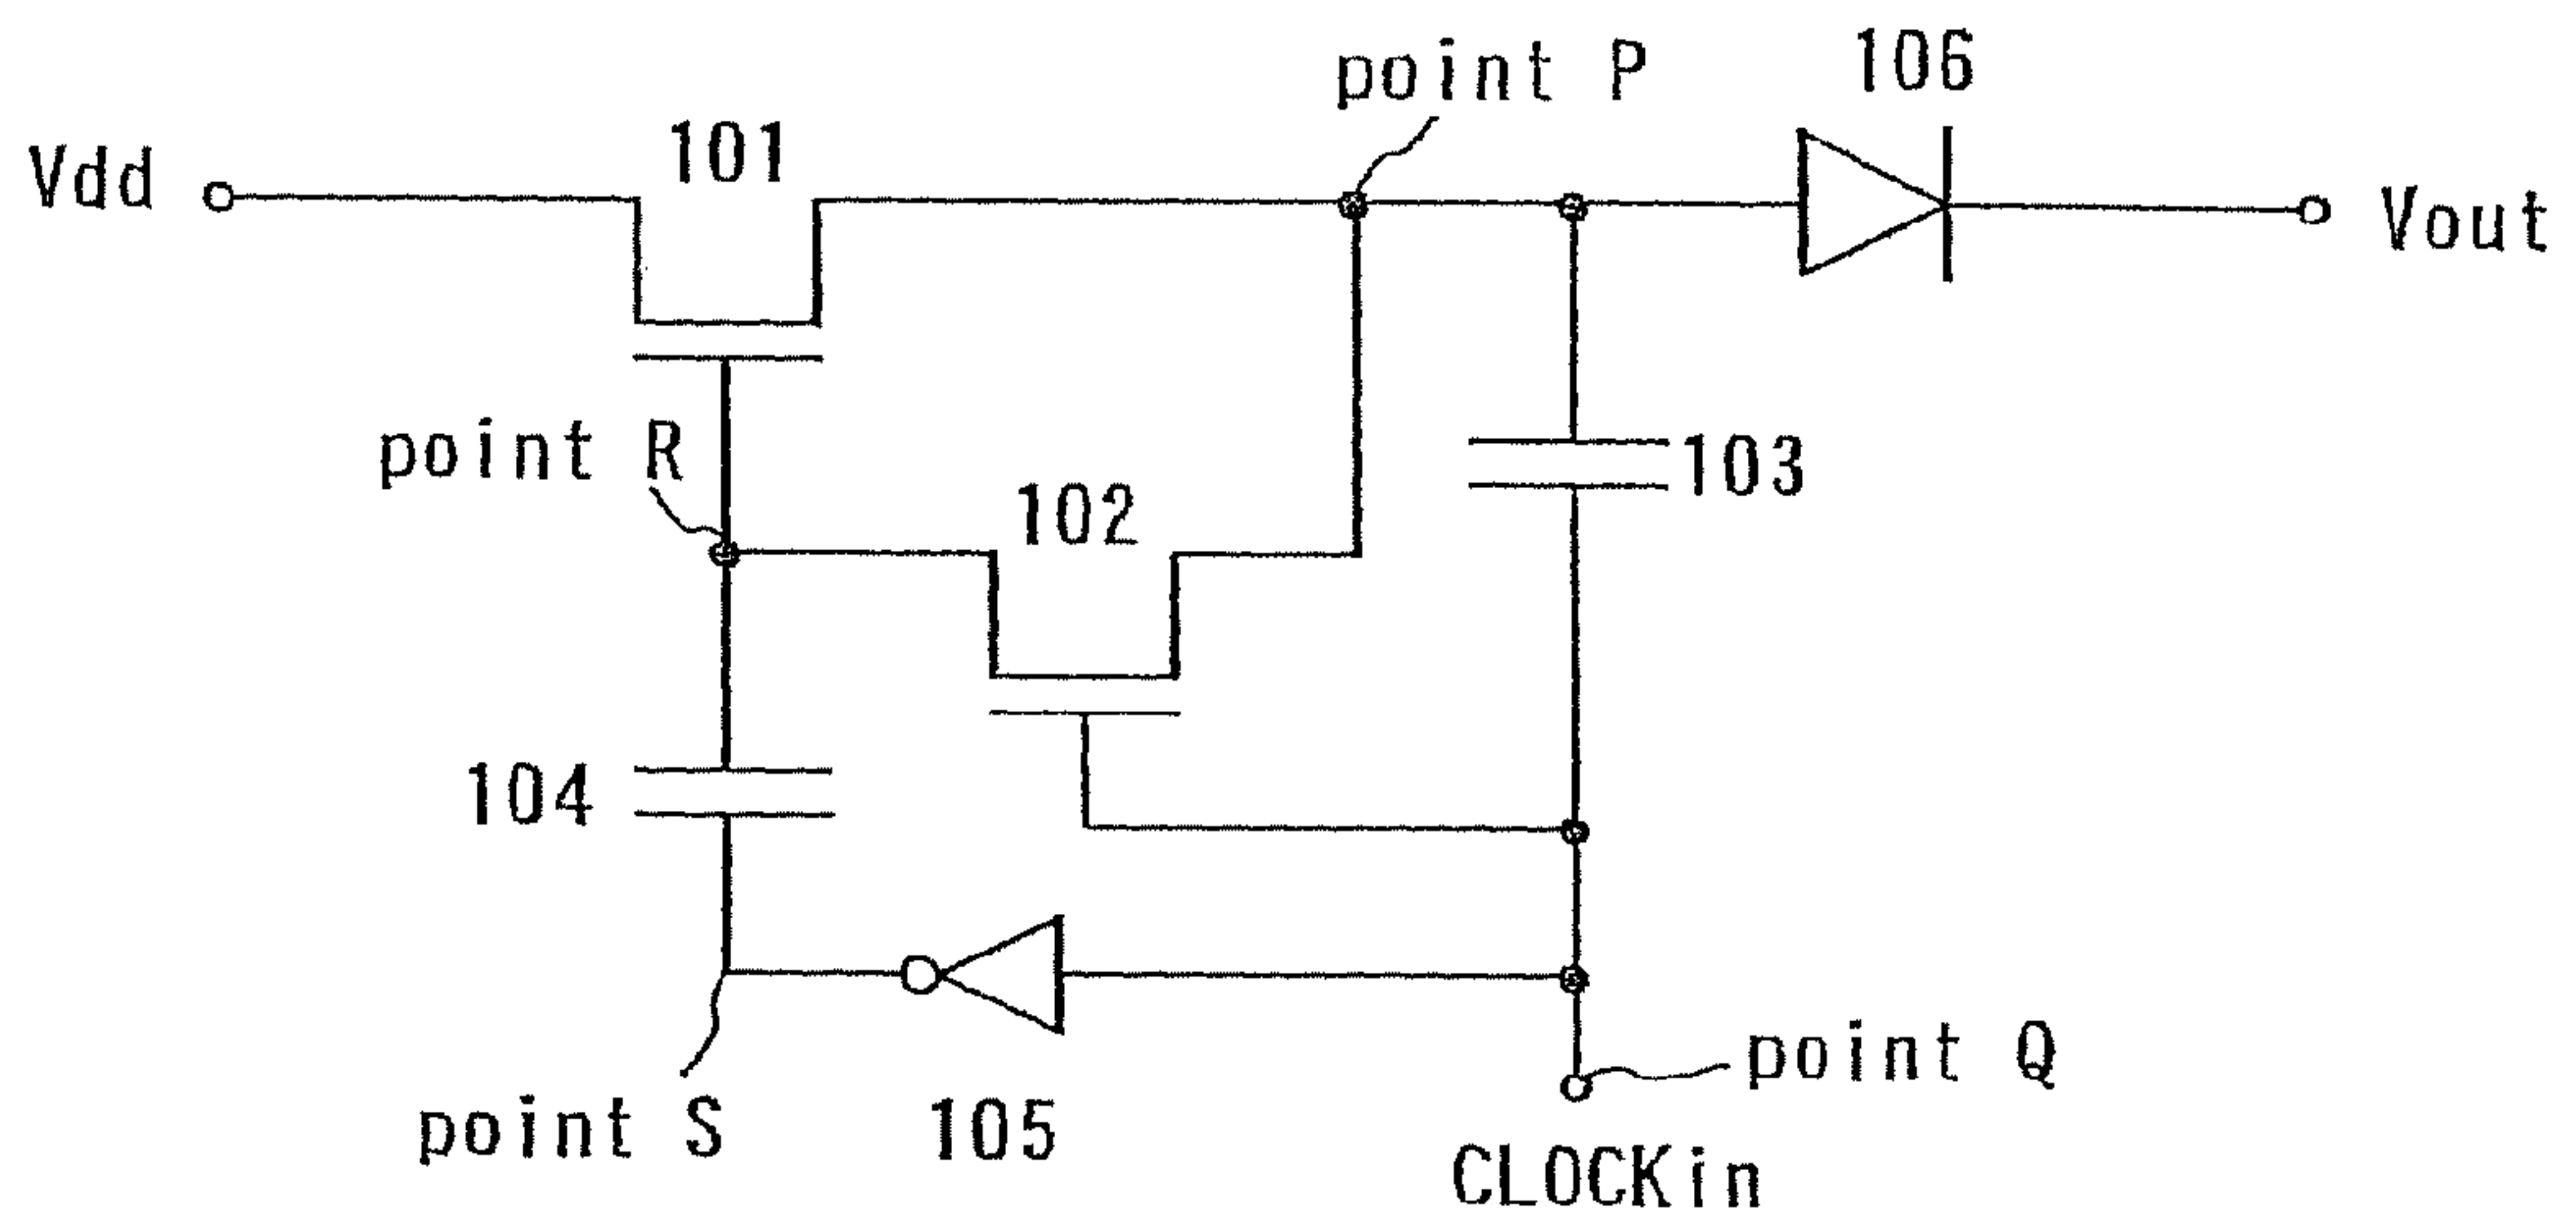 point P
106
Vdd
101
Vout
point R
102
103
104
point Q
point S
105
CLOCKin